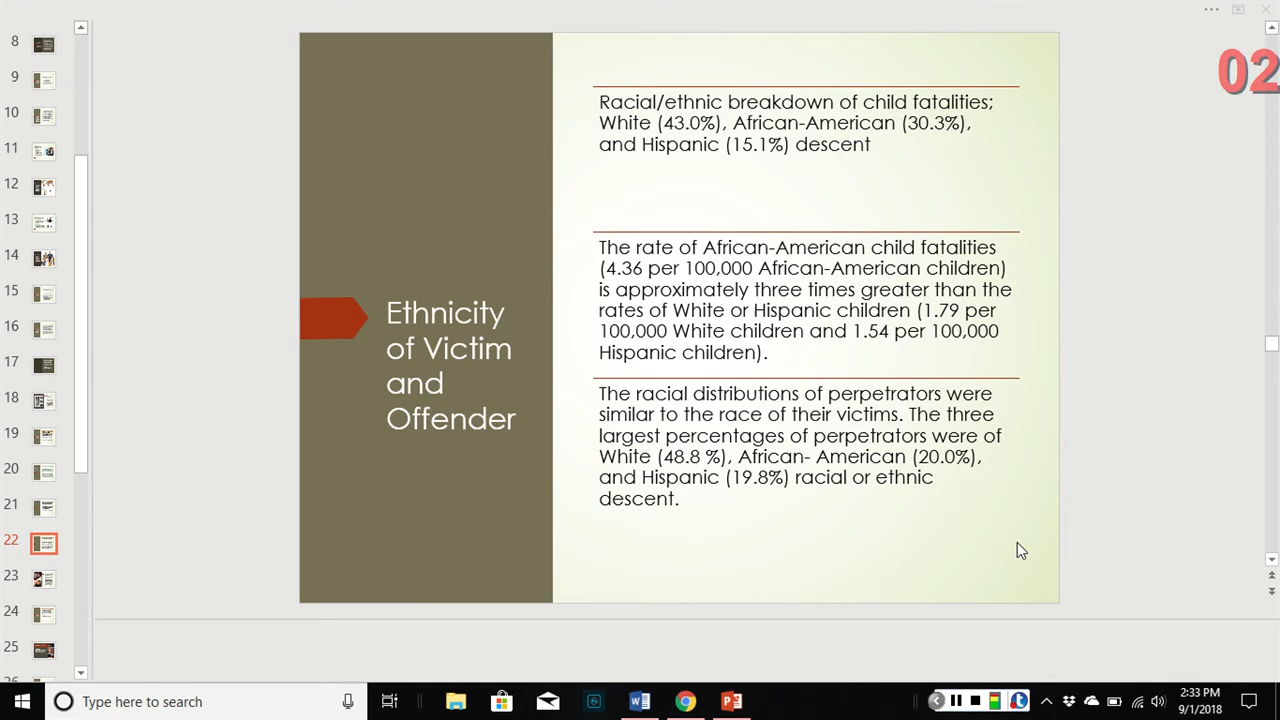 02
8
9
10
11
12
13
14
15
16
17
18
19
20
21
22
23
24
25
Ethnicity
of Victim
and
Offender
Racial/ethnic breakdown of child fatalities;
White (43.0%), African-American (30.3%),
and Hispanic (15.1%) descent
The rate of African-American child fatalities
(4.36 per 100,000 African-American children)
is approximately three times greater than the
rates of White or Hispanic children (1.79 per
100,000 White children and 1.54 per 100,000
Hispanic children).
The racial distributions of perpetrators were
similar to the race of their victims. The three
largest percentages of perpetrators were of
White (48.8 %), African- American (20.0%),
and Hispanic (19.8%) racial or ethnic
descent.
Type here to search
2:33 PM
9/1/2018